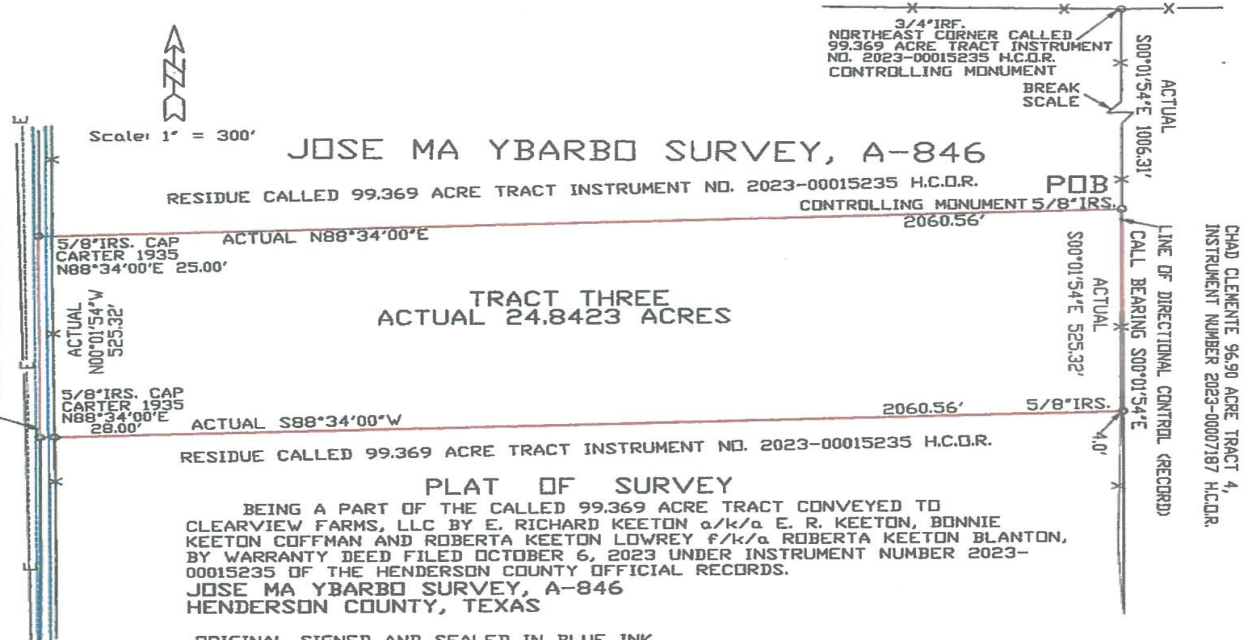 3/4"IRF.
NORTHEAST CORNER CALLED
99.369 ACRE TRACT INSTRUMENT
NO. 2023-00015235 H.C.O.R.
CONTROLLING MONUMENT
BREAK
SCALE
ACTUAL
S00°01'54"E 1006.31'
N
Scale: 1" = 300'
JOSE MA YBARBO SURVEY, A-846
RESIDUE CALLED 99.369 ACRE TRACT INSTRUMENT NO. 2023-00015235 H.C.O.R.
POB
CONTROLLING MONUMENT 5/8"IRS.
2060.56'
ACTUAL N88°34'00"E
5/8"IRS. CAP
CARTER 1935
N88°34'00"E 25.00'
ACTUAL
N00°01'54"W
525.32'
TRACT THREE
ACTUAL 24.8423 ACRES
ACTUAL
S00°01'54"E 525.32'
LINE OF DIRECTIONAL CONTROL (RECORD)
CALL BEARING S00°01'54"E
CHAD CLEMENTE 96.90 ACRE TRACT 4,
INSTRUMENT NUMBER 2023-00007187 H.C.O.R.
5/8"IRS. CAP
CARTER 1935
N88°34'00"E
28.00'
ACTUAL S88°34'00"W
2060.56'
5/8"IRS.
4.0'
RESIDUE CALLED 99.369 ACRE TRACT INSTRUMENT NO. 2023-00015235 H.C.O.R.
E
E
E
PLAT OF SURVEY
BEING A PART OF THE CALLED 99.369 ACRE TRACT CONVEYED TO
CLEARVIEW FARMS, LLC BY E. RICHARD KEETON a/k/a E. R. KEETON, BONNIE
KEETON COFFMAN AND ROBERTA KEETON LOWREY f/k/a ROBERTA KEETON BLANTON,
BY WARRANTY DEED FILED OCTOBER 6, 2023 UNDER INSTRUMENT NUMBER 2023-
00015235 OF THE HENDERSON COUNTY OFFICIAL RECORDS.
JOSE MA YBARBO SURVEY, A-846
HENDERSON COUNTY, TEXAS
ORIGINAL SIGNED AND SEALED IN BLUE INK